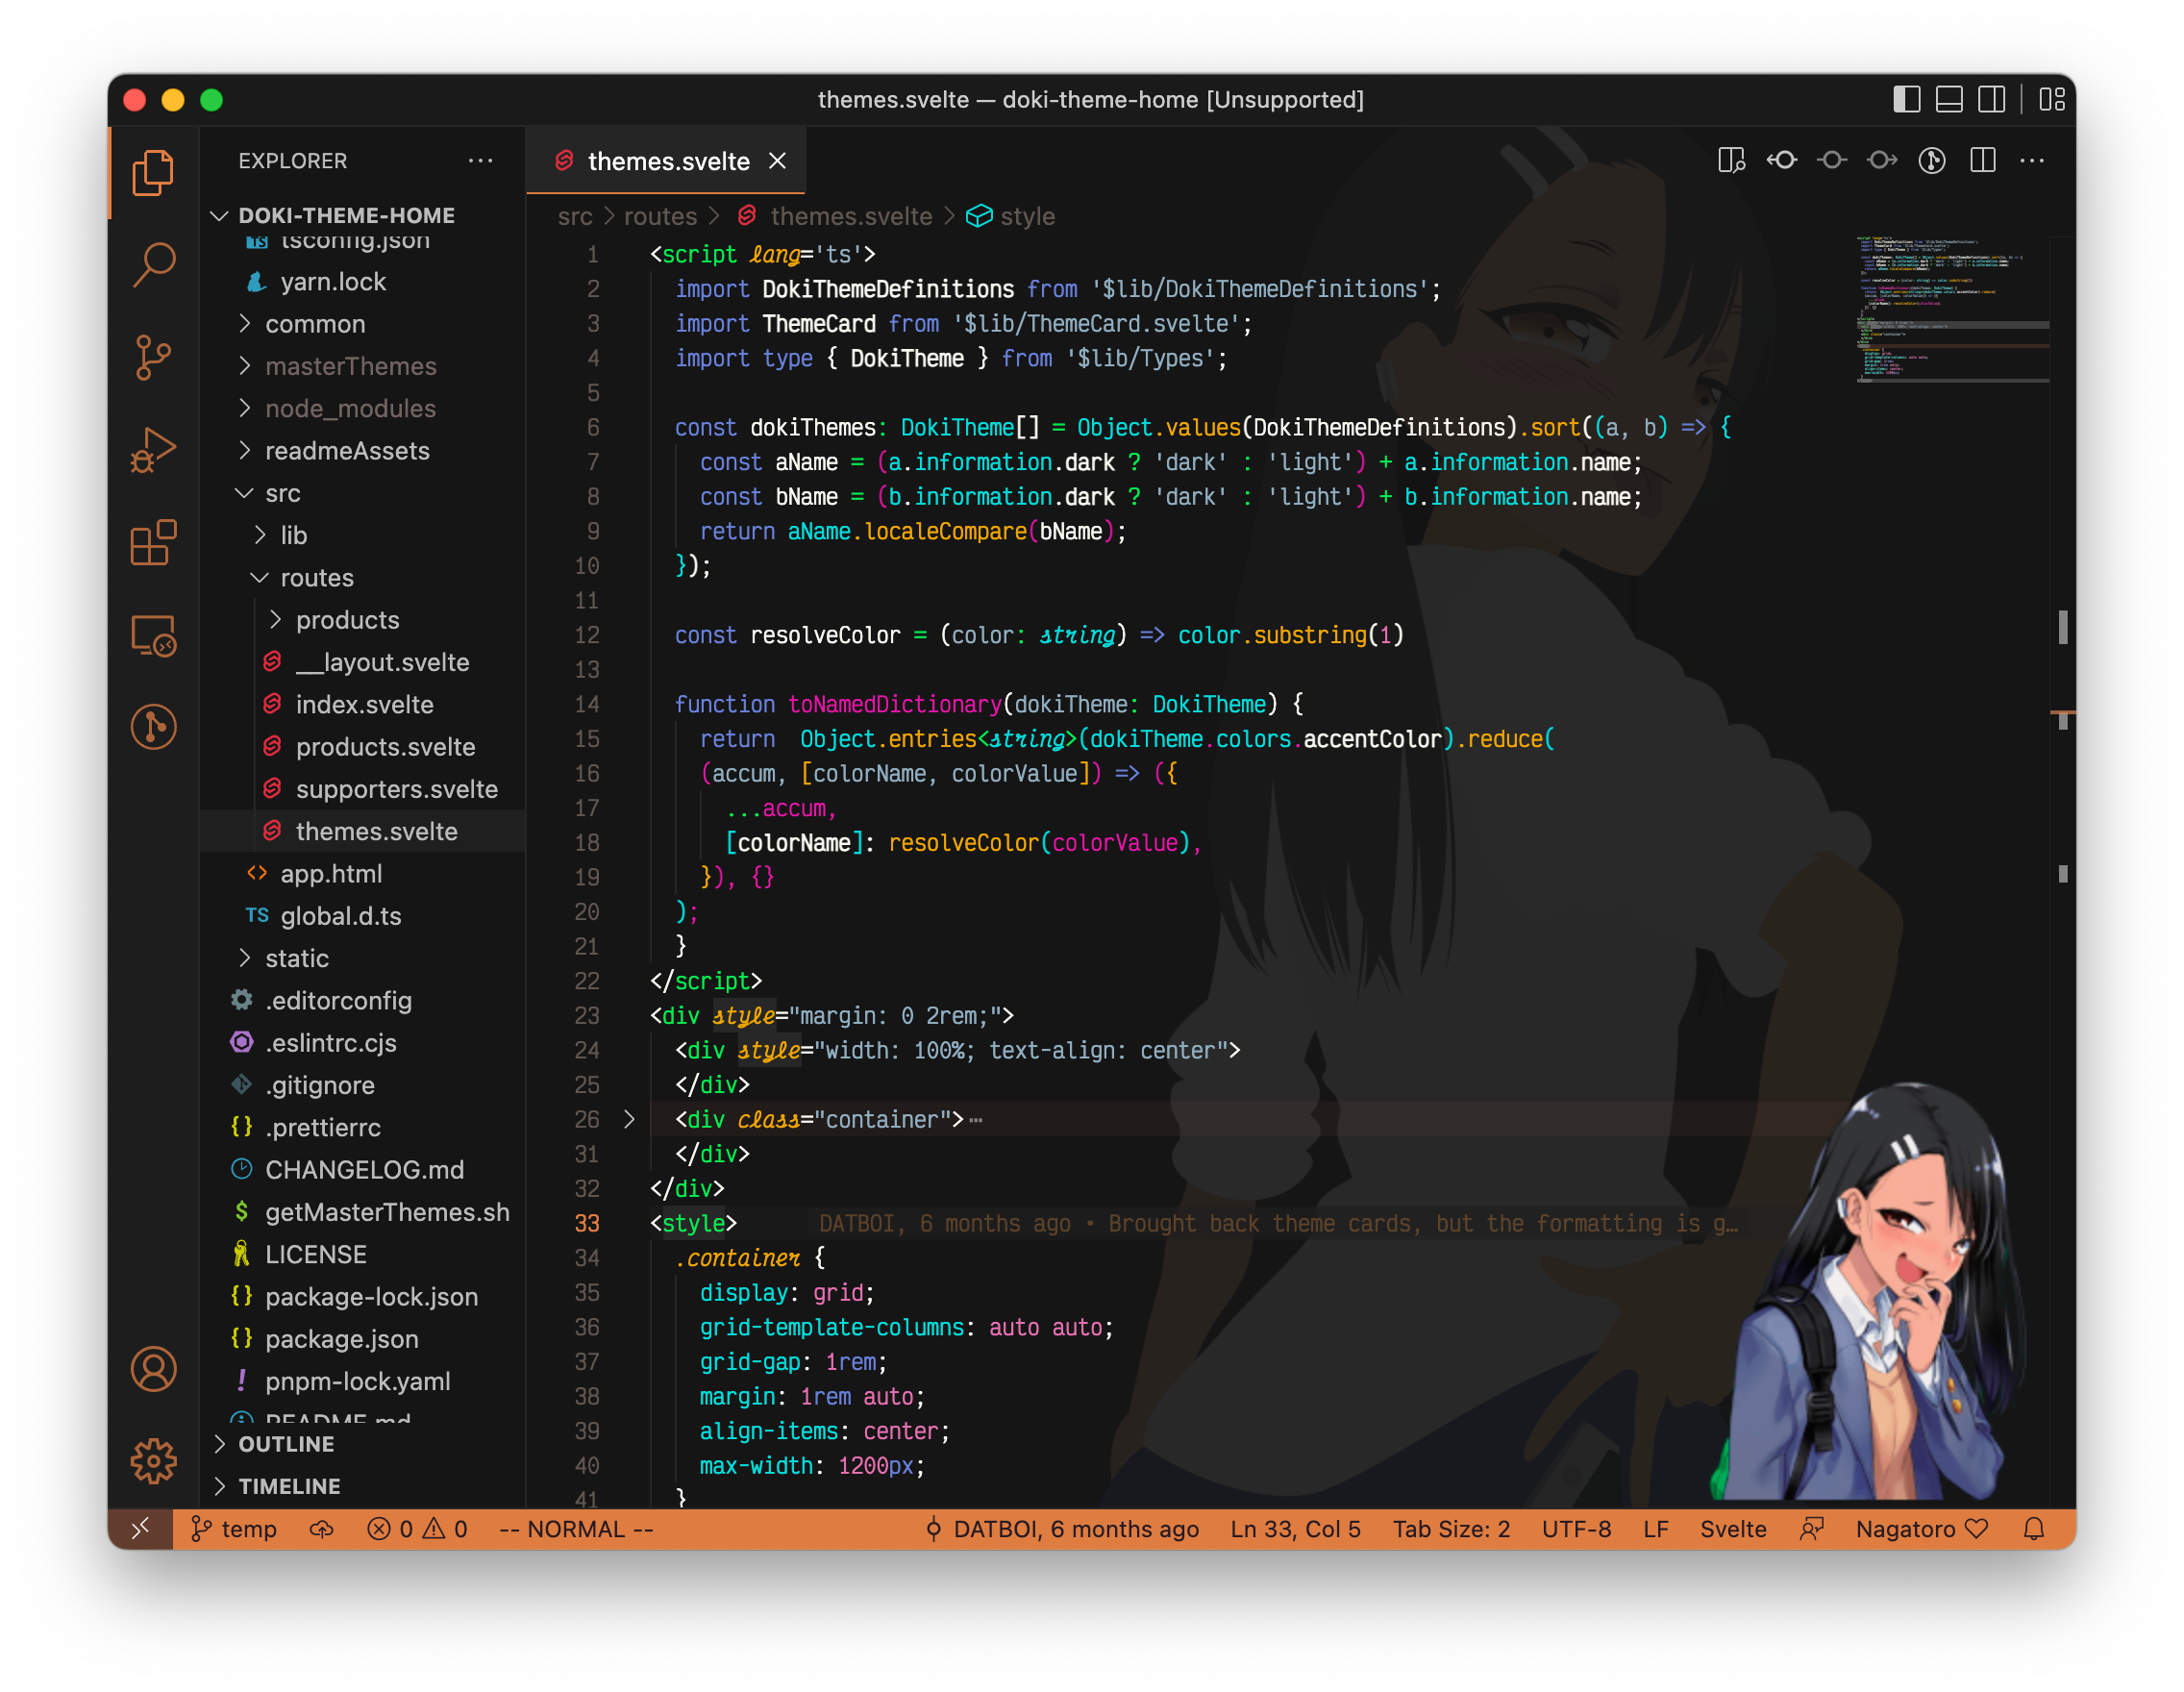 themes.svelte — doki-theme-home [Unsupported]
EXPLORER
DOKI-THEME-HOME
tsconfig.json
yarn.lock
common
masterThemes
node_modules
readmeAssets
src
lib
routes
products
__layout.svelte
index.svelte
products.svelte
supporters.svelte
themes.svelte
app.html
TS global.d.ts
static
.editorconfig
.eslintrc.cjs
.gitignore
{} .prettierrc
CHANGELOG.md
$ getMasterThemes.sh
LICENSE
{} package-lock.json
{} package.json
! pnpm-lock.yaml
README.md
OUTLINE
TIMELINE
themes.svelte
src > routes > themes.svelte > style
1 <script lang='ts'>
2 import DokiThemeDefinitions from '$lib/DokiThemeDefinitions';
3 import ThemeCard from '$lib/ThemeCard.svelte';
4 import type { DokiTheme } from '$lib/Types';
5
6 const dokiThemes: DokiTheme[] = Object.values(DokiThemeDefinitions).sort((a, b) => {
7 const aName = (a.information.dark ? 'dark' : 'light') + a.information.name;
8 const bName = (b.information.dark ? 'dark' : 'light') + b.information.name;
9 return aName.localeCompare(bName);
10 });
11
12 const resolveColor = (color: string) => color.substring(1)
13
14 function toNamedDictionary(dokiTheme: DokiTheme) {
15 return  Object.entries<string>(dokiTheme.colors.accentColor).reduce(
16 (accum, [colorName, colorValue]) => ({
17 ...accum,
18 [colorName]: resolveColor(colorValue),
19 }), {}
20 );
21 }
22 </script>
23 <div style="margin: 0 2rem;">
24 <div style="width: 100%; text-align: center">
25 </div>
26 <div class="container">⋯
31 </div>
32 </div>
33 <style> DATBOI, 6 months ago • Brought back theme cards, but the formatting is g…
34 .container {
35 display: grid;
36 grid-template-columns: auto auto;
37 grid-gap: 1rem;
38 margin: 1rem auto;
39 align-items: center;
40 max-width: 1200px;
41 }
temp 0 0 -- NORMAL -- DATBOI, 6 months ago Ln 33, Col 5 Tab Size: 2 UTF-8 LF Svelte Nagatoro ♡